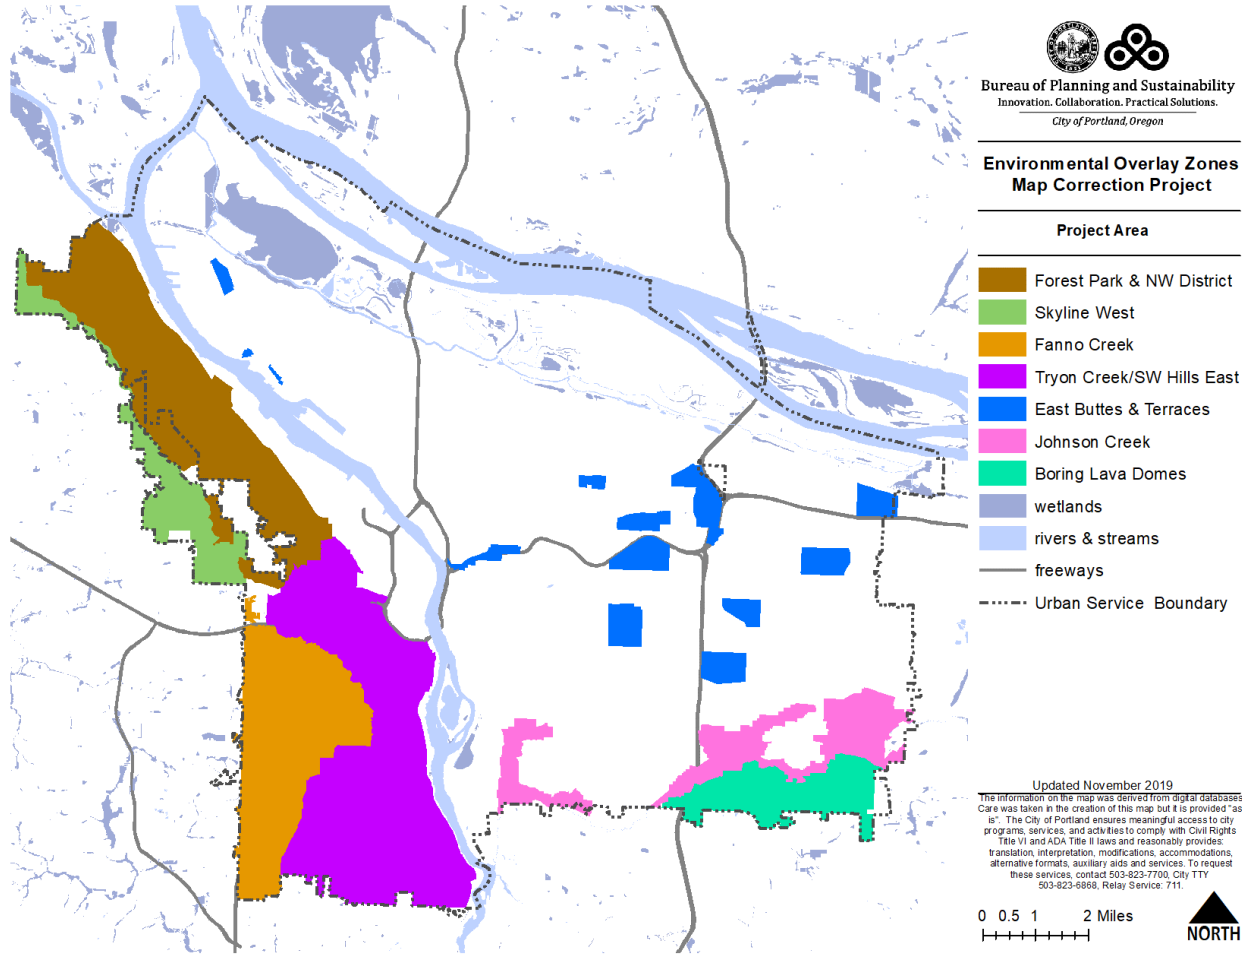 Bureau of Planning and Sustainability
Innovation. Collaboration. Practical Solutions.
City of Portland, Oregon
Environmental Overlay Zones
Map Correction Project
Project Area
Forest Park & NW District
Skyline West
Fanno Creek
Tryon Creek/SW Hills East
East Buttes & Terraces
Johnson Creek
Boring Lava Domes
wetlands
rivers & streams
freeways
Urban Service Boundary
Updated November 2019
The information on the map was derived from digital databases
Care was taken in the creation of this map but it is provided "as
is". The City of Portland ensures meaningful access to city
programs, services, and activities to comply with Civil Rights
Title VI and ADA Title II laws and reasonably provides:
translation, interpretation, modifications, accommodations,
alternative formats, auxiliary aids and services. To request
these services, contact 503-823-7700, City TTY
503-823-6868, Relay Service: 711.
0 0.5 1 2 Miles
NORTH